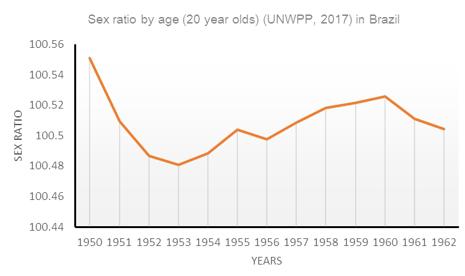 Sex ratio by age (20 year olds) (UNWPP, 2017) in Brazil
100.56
100.54
100.52
100.5
100.48
100.46
100.44
SEX RATIO
1950 1951 1952 1953 1954 1955 1956 1957 1958 1959 1960 1961 1962
YEARS